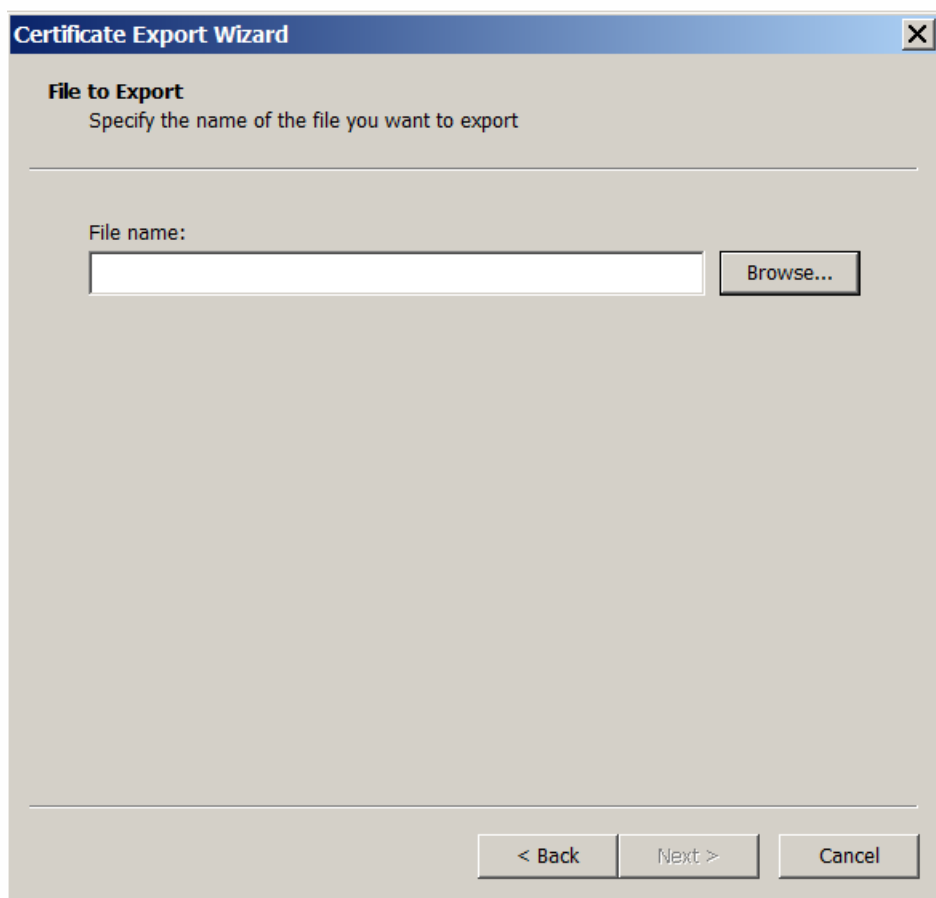 Certificate Export Wizard
File to Export
Specify the name of the file you want to export
File name:
Browse...
< Back Next > Cancel